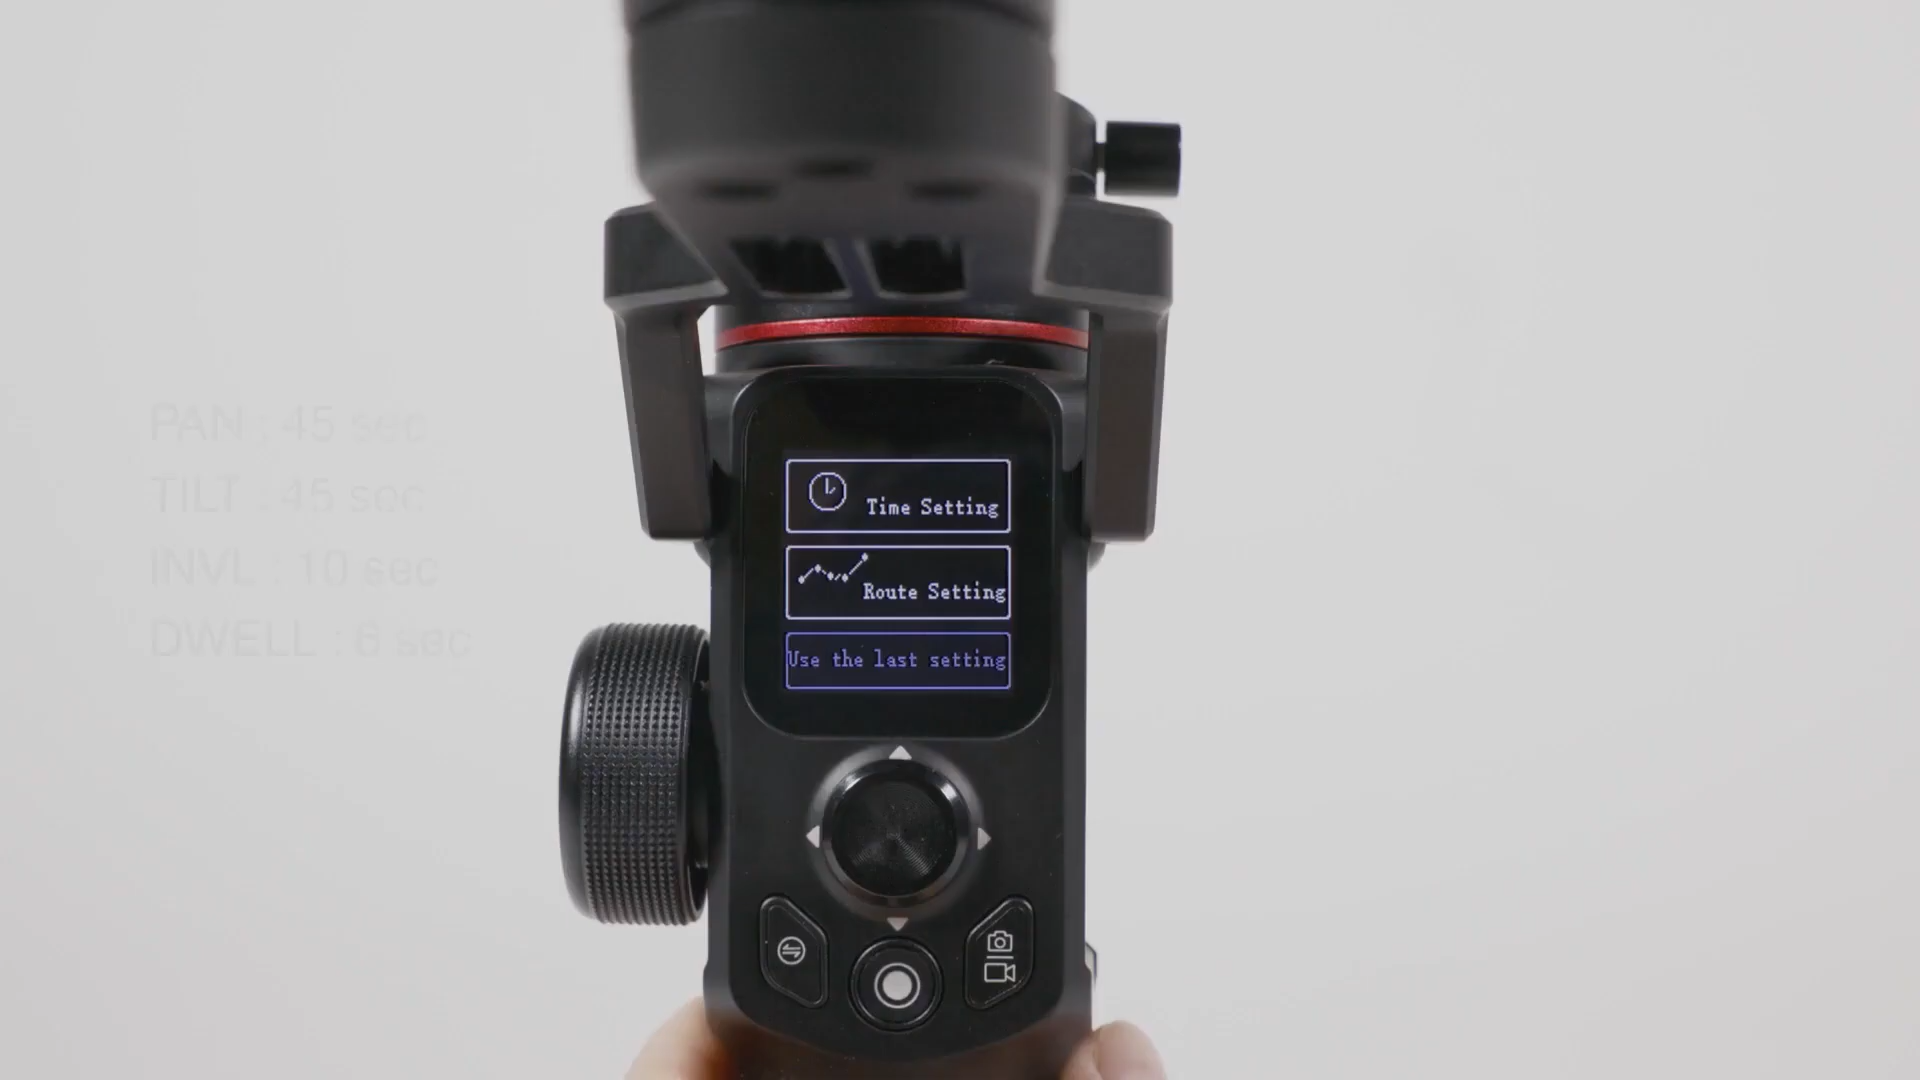 PAN : 45 sec
TILT : 45 sec
INVL : 10 sec
DWELL : 6 sec
Time Setting
Route Setting
Use the last setting